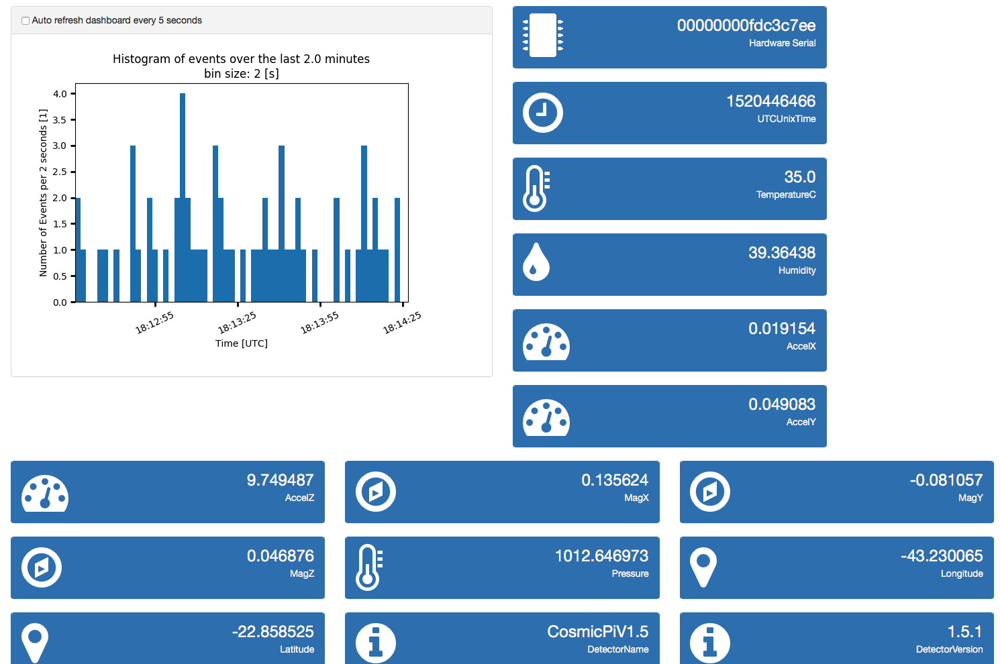 Auto refresh dashboard every 5 seconds
Histogram of events over the last 2.0 minutes
bin size: 2 [s]
Number of Events per 2 seconds [1]
4.0
3.5
3.0
2.5
2.0
1.5
1.0
0.5
0.0
18:12:55 18:13:25 18:13:55 18:14:25
Time [UTC]
00000000fdc3c7ee
Hardware Serial
1520446466
UTCUnixTime
35.0
TemperatureC
39.36438
Humidity
0.019154
AccelX
0.049083
AccelY
9.749487
AccelZ
0.135624
MagX
-0.081057
MagY
0.046876
MagZ
1012.646973
Pressure
-43.230065
Longitude
-22.858525
Latitude
CosmicPiV1.5
DetectorName
1.5.1
DetectorVersion